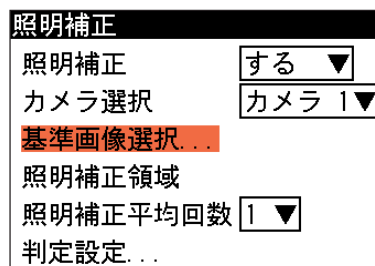 照明補正
照明補正 する ▼
カメラ選択 カメラ 1▼
基準画像選択...
照明補正領域
照明補正平均回数 1 ▼
判定設定...